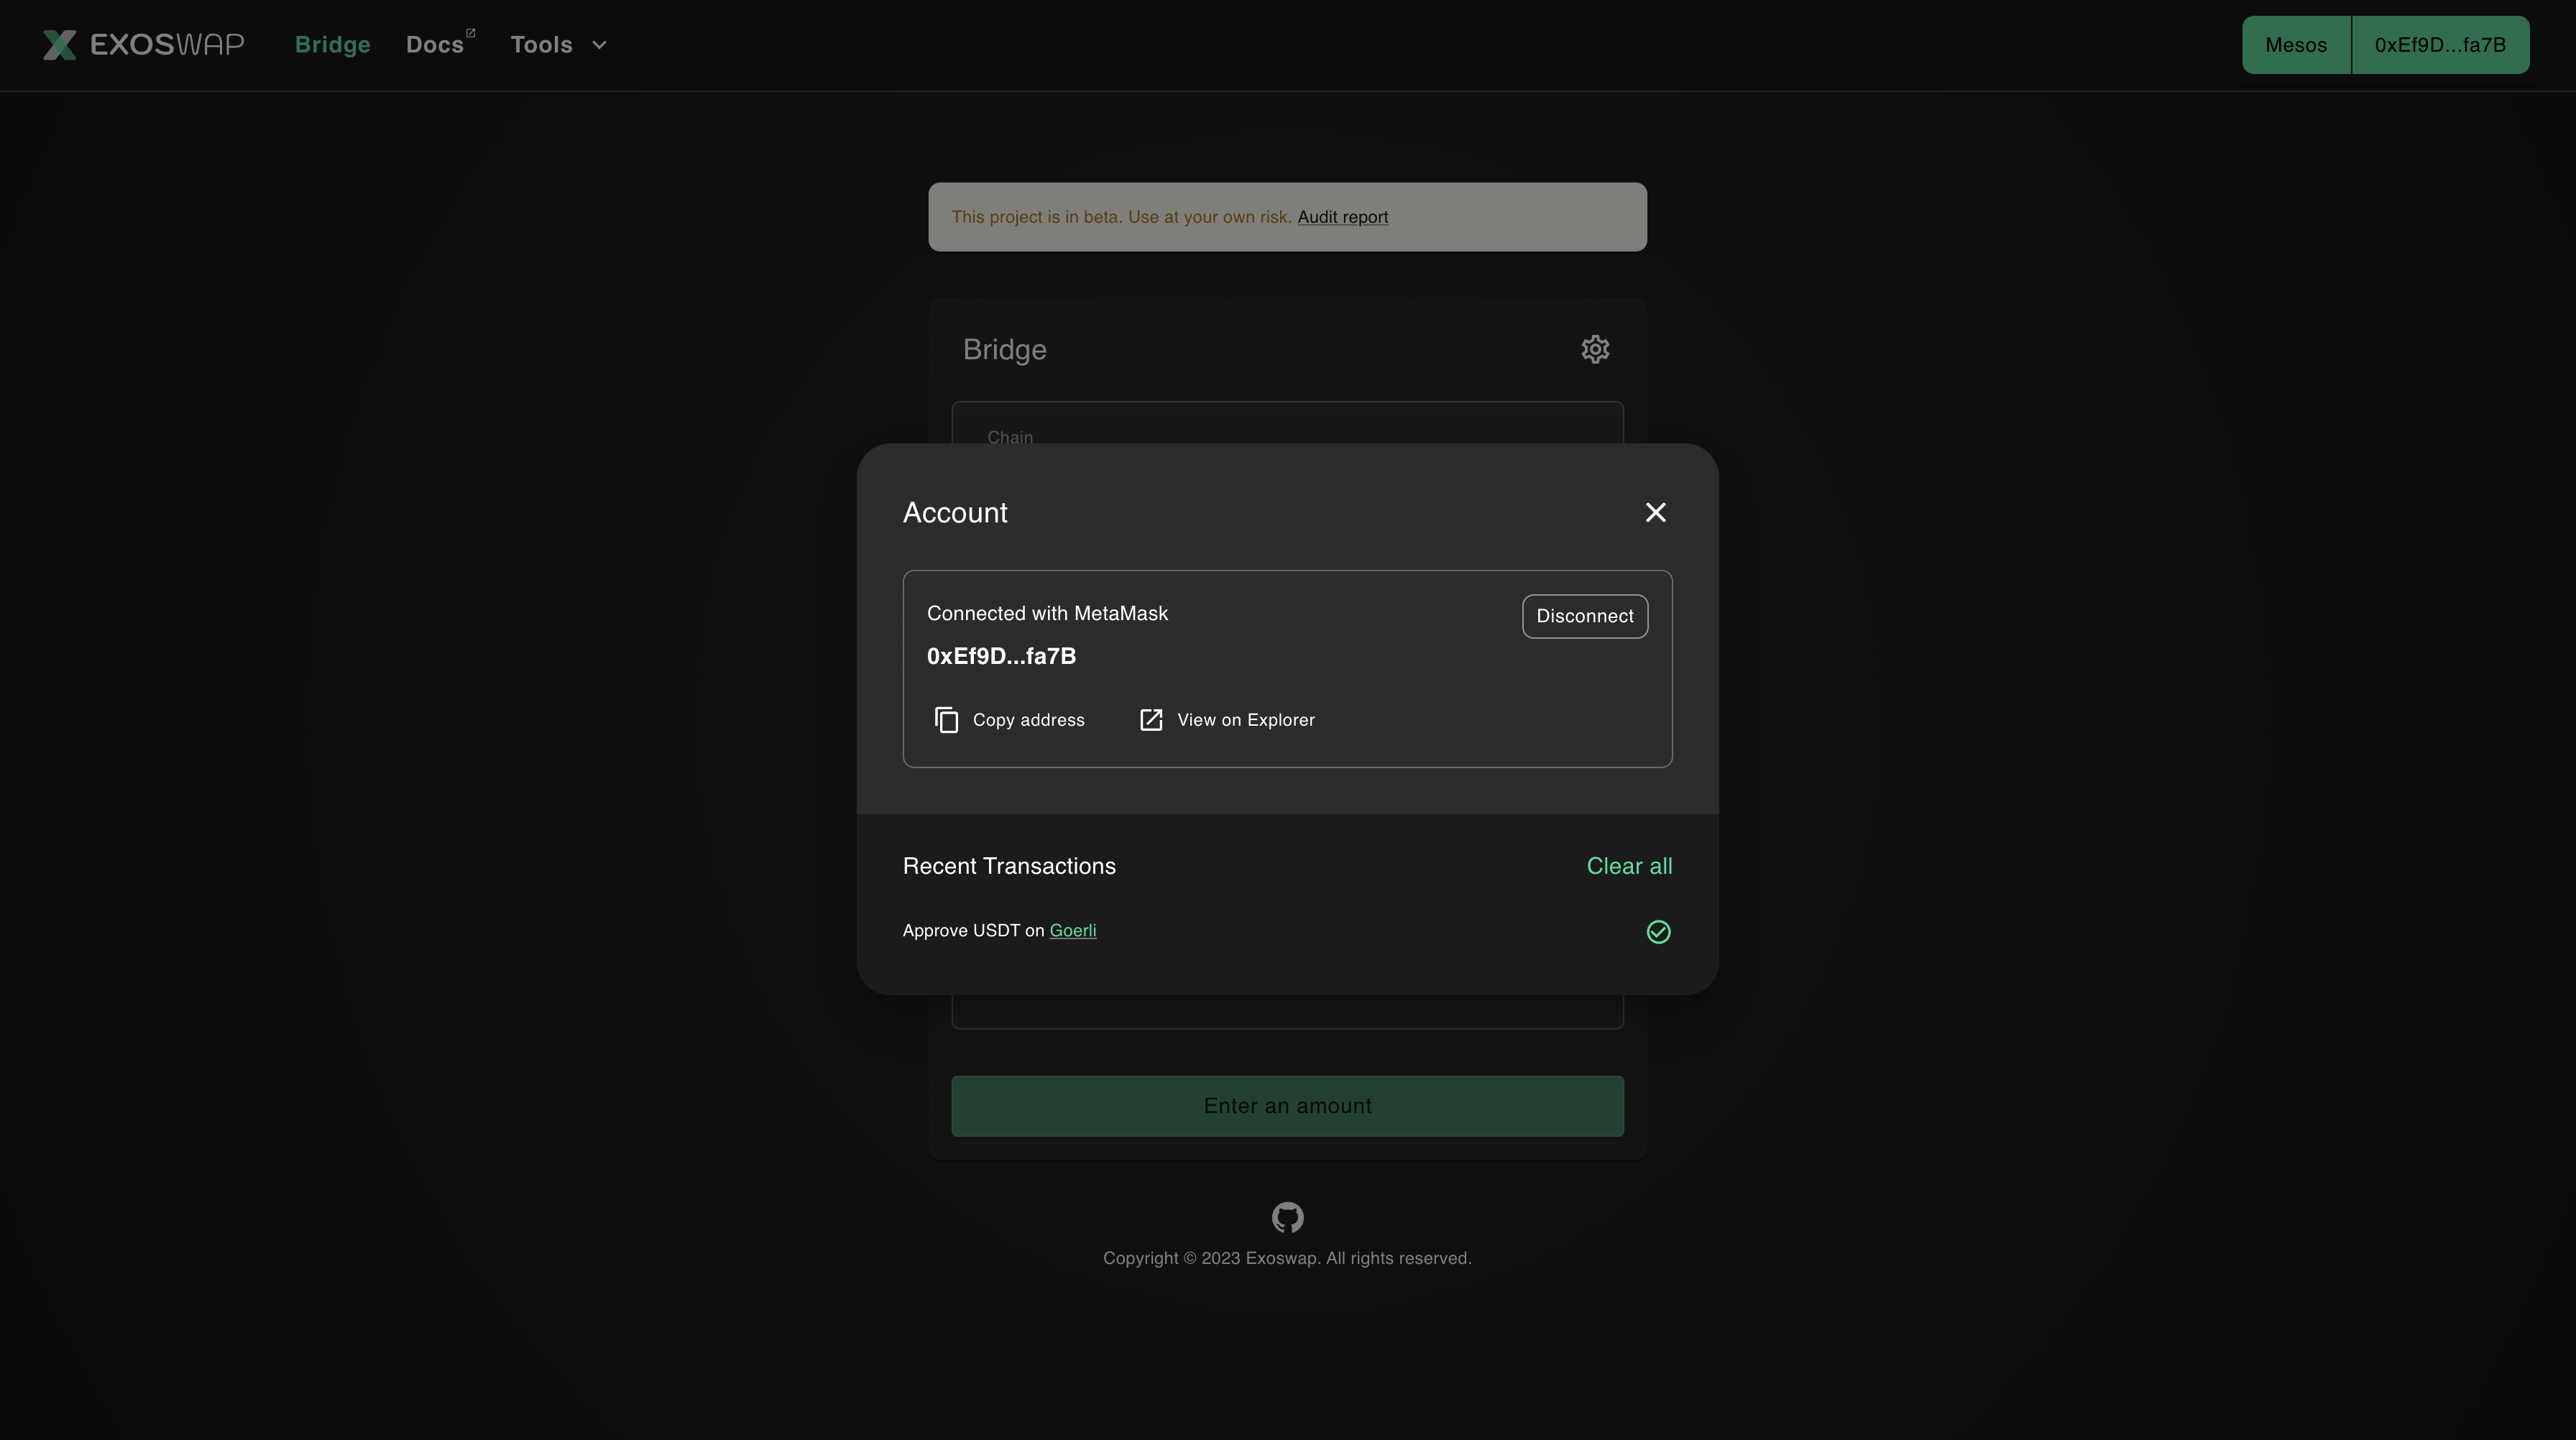 EXOSWAP Bridge Docs Tools Mesos 0xEf9D...fa7B
This project is in beta. Use at your own risk. Audit report
Bridge
Chain
Account
Connected with MetaMask Disconnect
0xEf9D...fa7B
Copy address View on Explorer
Recent Transactions Clear all
Approve USDT on Goerli
Enter an amount
Copyright © 2023 Exoswap. All rights reserved.